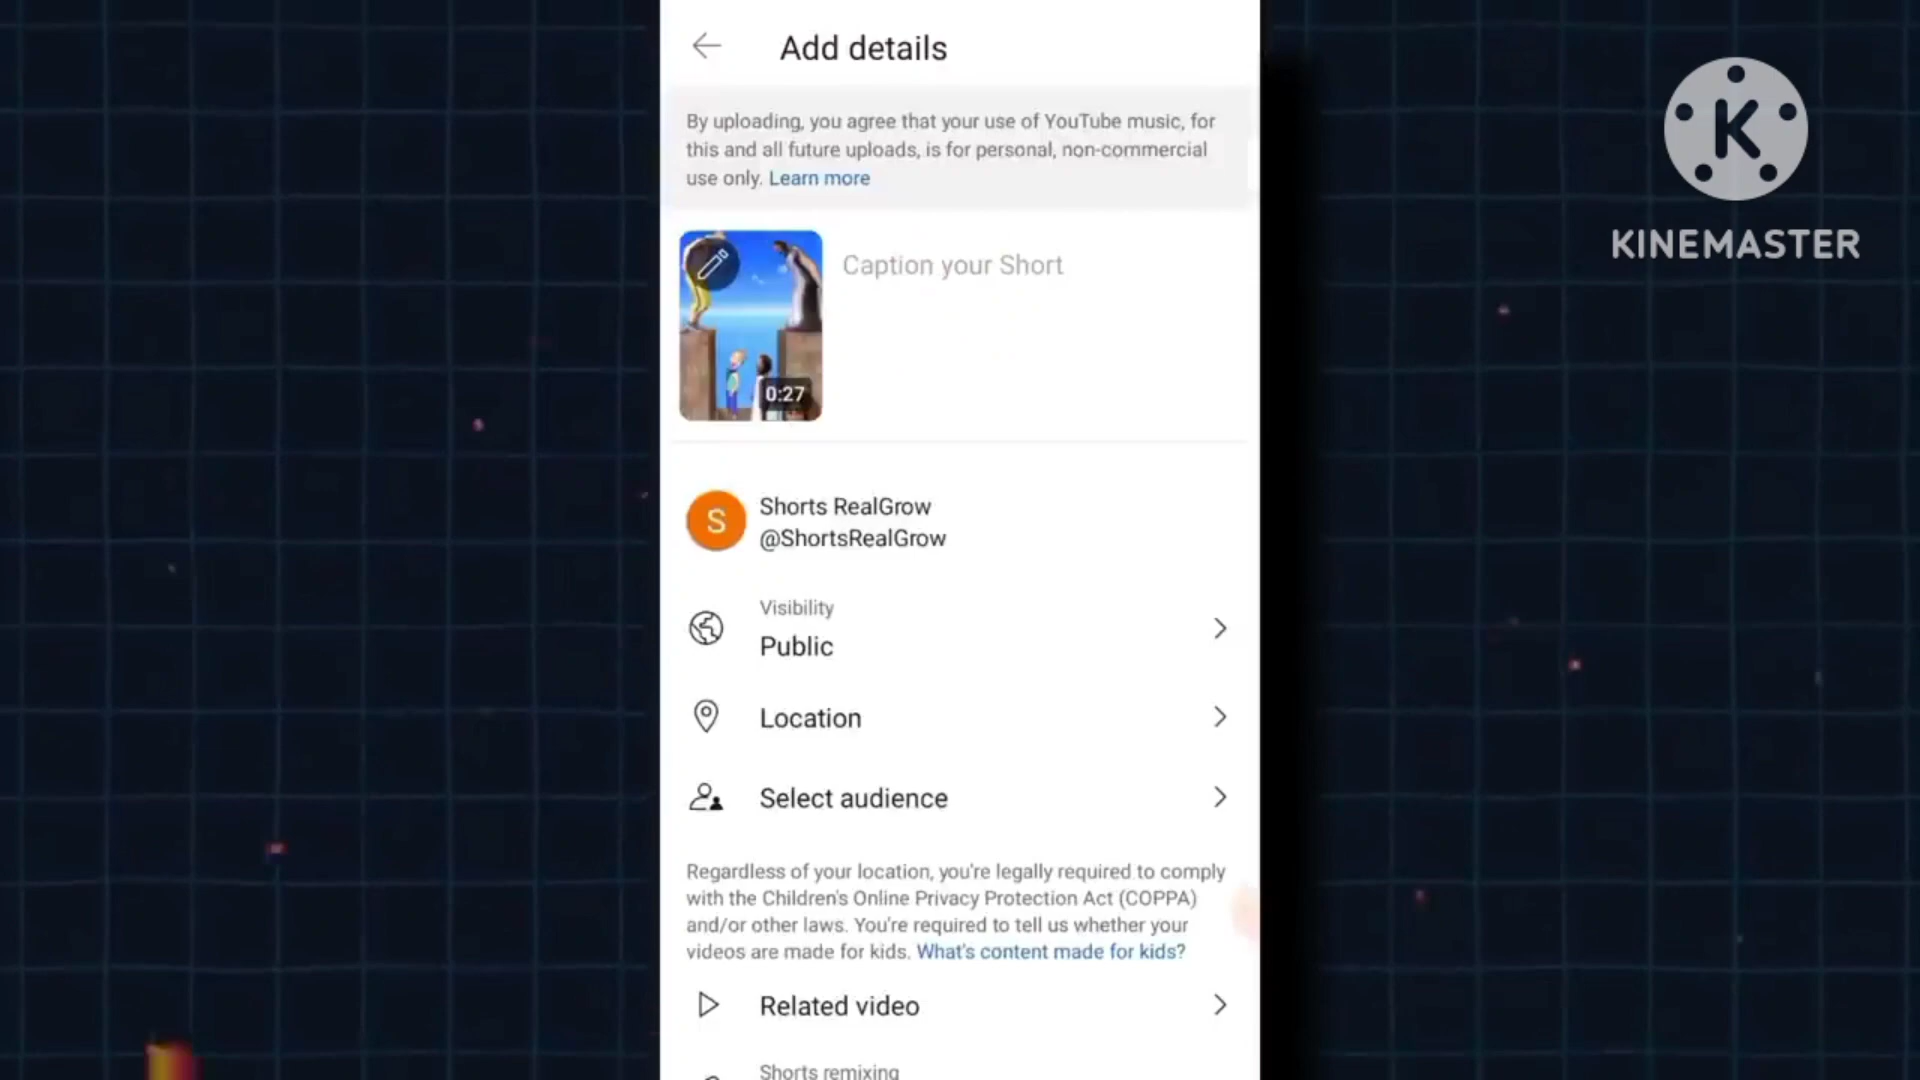 Add details
By uploading, you agree that your use of YouTube music, for
this and all future uploads, is for personal, non-commercial
use only. Learn more
Caption your Short
0:27
Shorts RealGrow
S
@ShortsRealGrow
Visibility
Public
Location
Select audience
Regardless of your location, you're legally required to comply
with the Children's Online Privacy Protection Act (COPPA)
and/or other laws. You're required to tell us whether your
videos are made for kids. What's content made for kids?
Related video
Shorts remixing
K
KINEMASTER